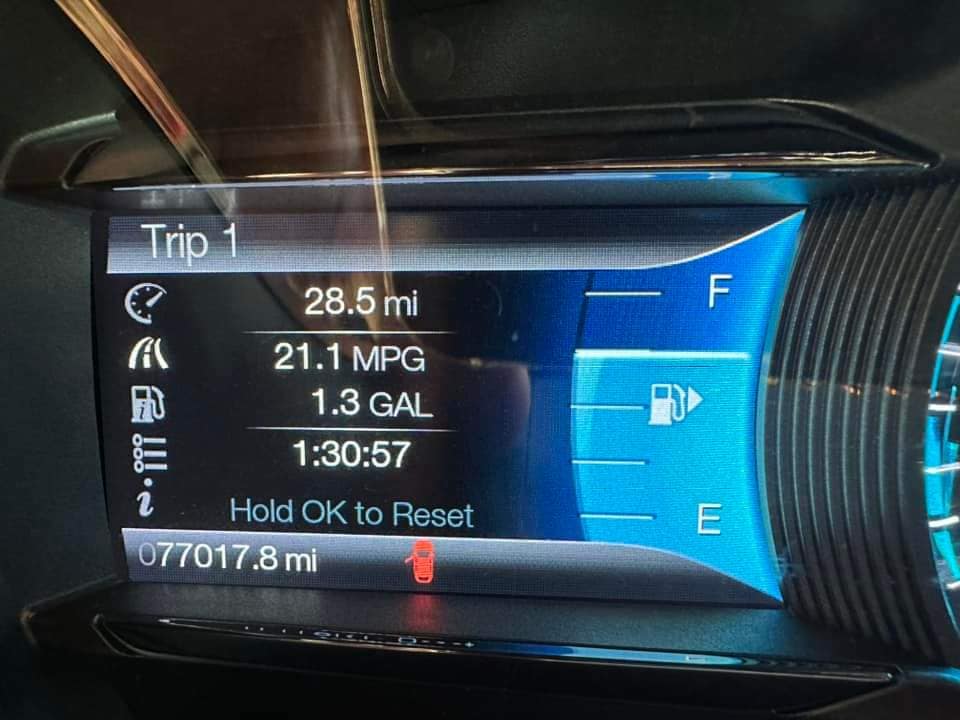 Trip 1
28.5 mi
21.1 MPG
1.3 GAL
1:30:57
Hold OK to Reset
077017.8 mi
F
E